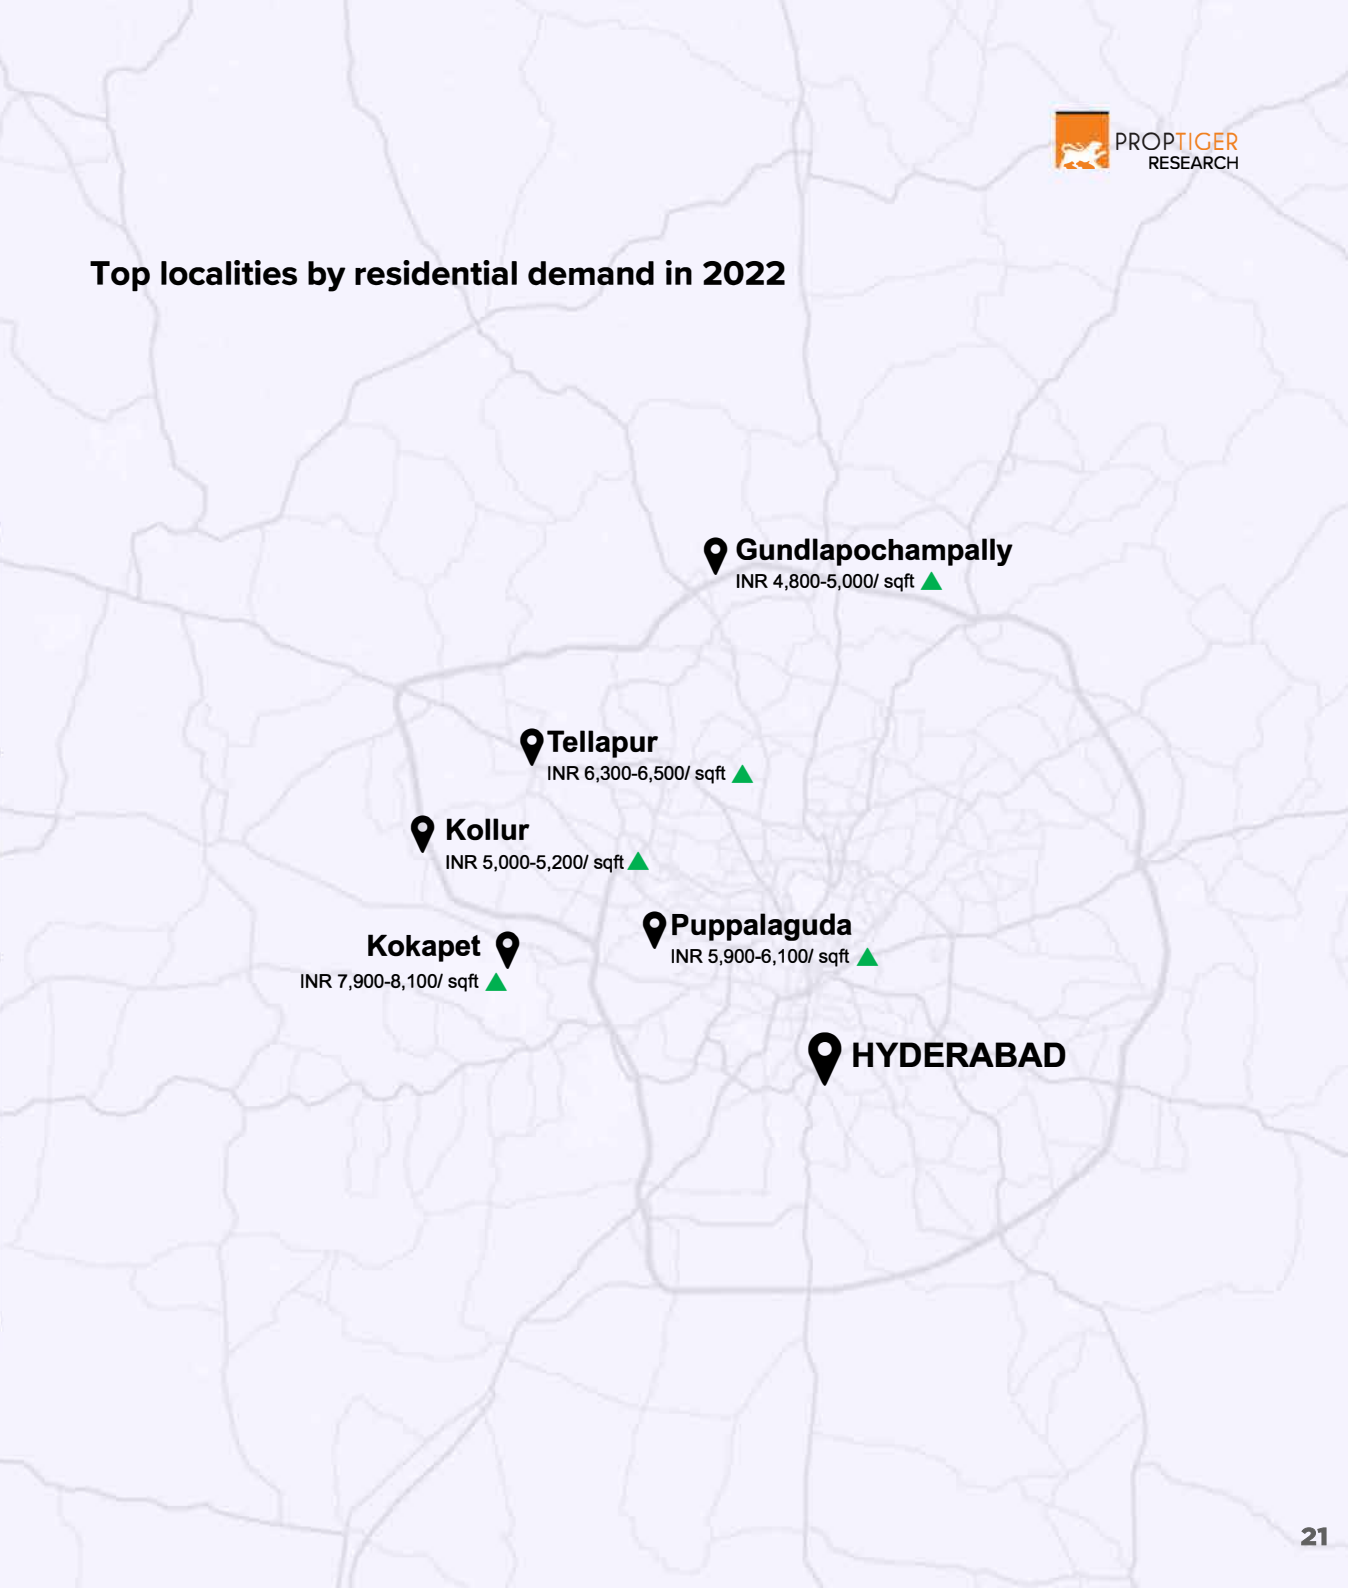 PROPTIGER
RESEARCH
Top localities by residential demand in 2022
Gundlapochampally
INR 4,800-5,000/ sqft
Tellapur
INR 6,300-6,500/ sqft
Kollur
INR 5,000-5,200/ sqft
Puppalaguda
INR 5,900-6,100/ sqft
Kokapet
INR 7,900-8,100/ sqft
HYDERABAD
21